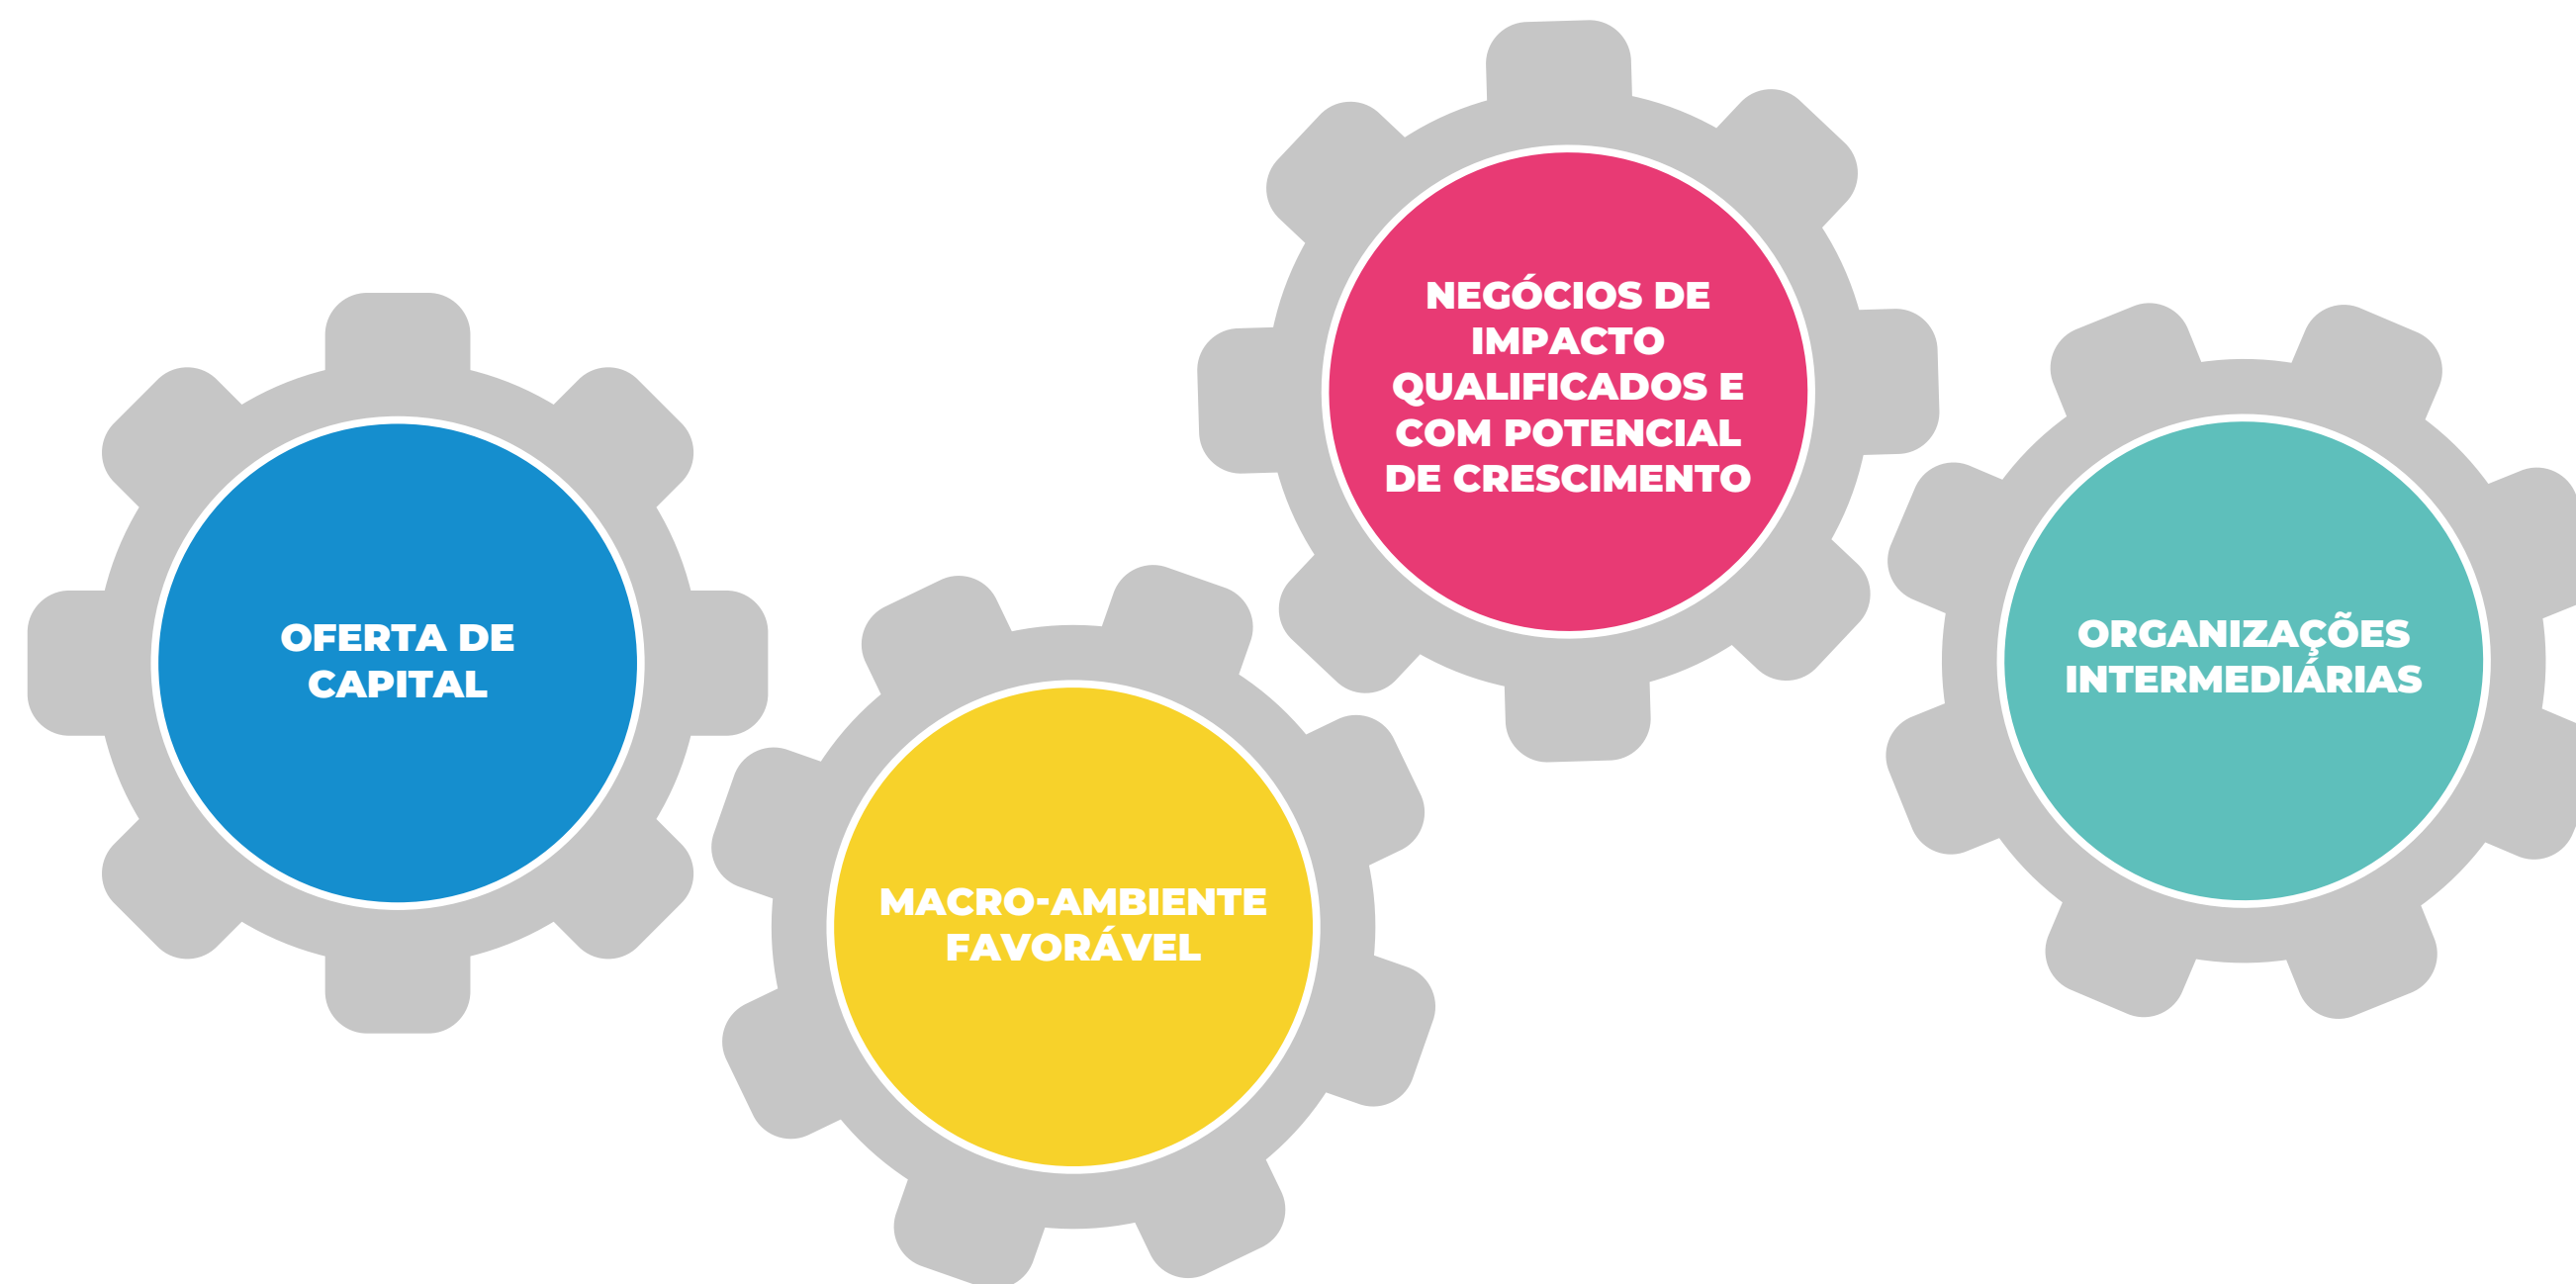 OFERTA DE
CAPITAL
MACRO-AMBIENTE
FAVORÁVEL
NEGÓCIOS DE
IMPACTO
QUALIFICADOS E
COM POTENCIAL
DE CRESCIMENTO
ORGANIZAÇÕES
INTERMEDIÁRIAS